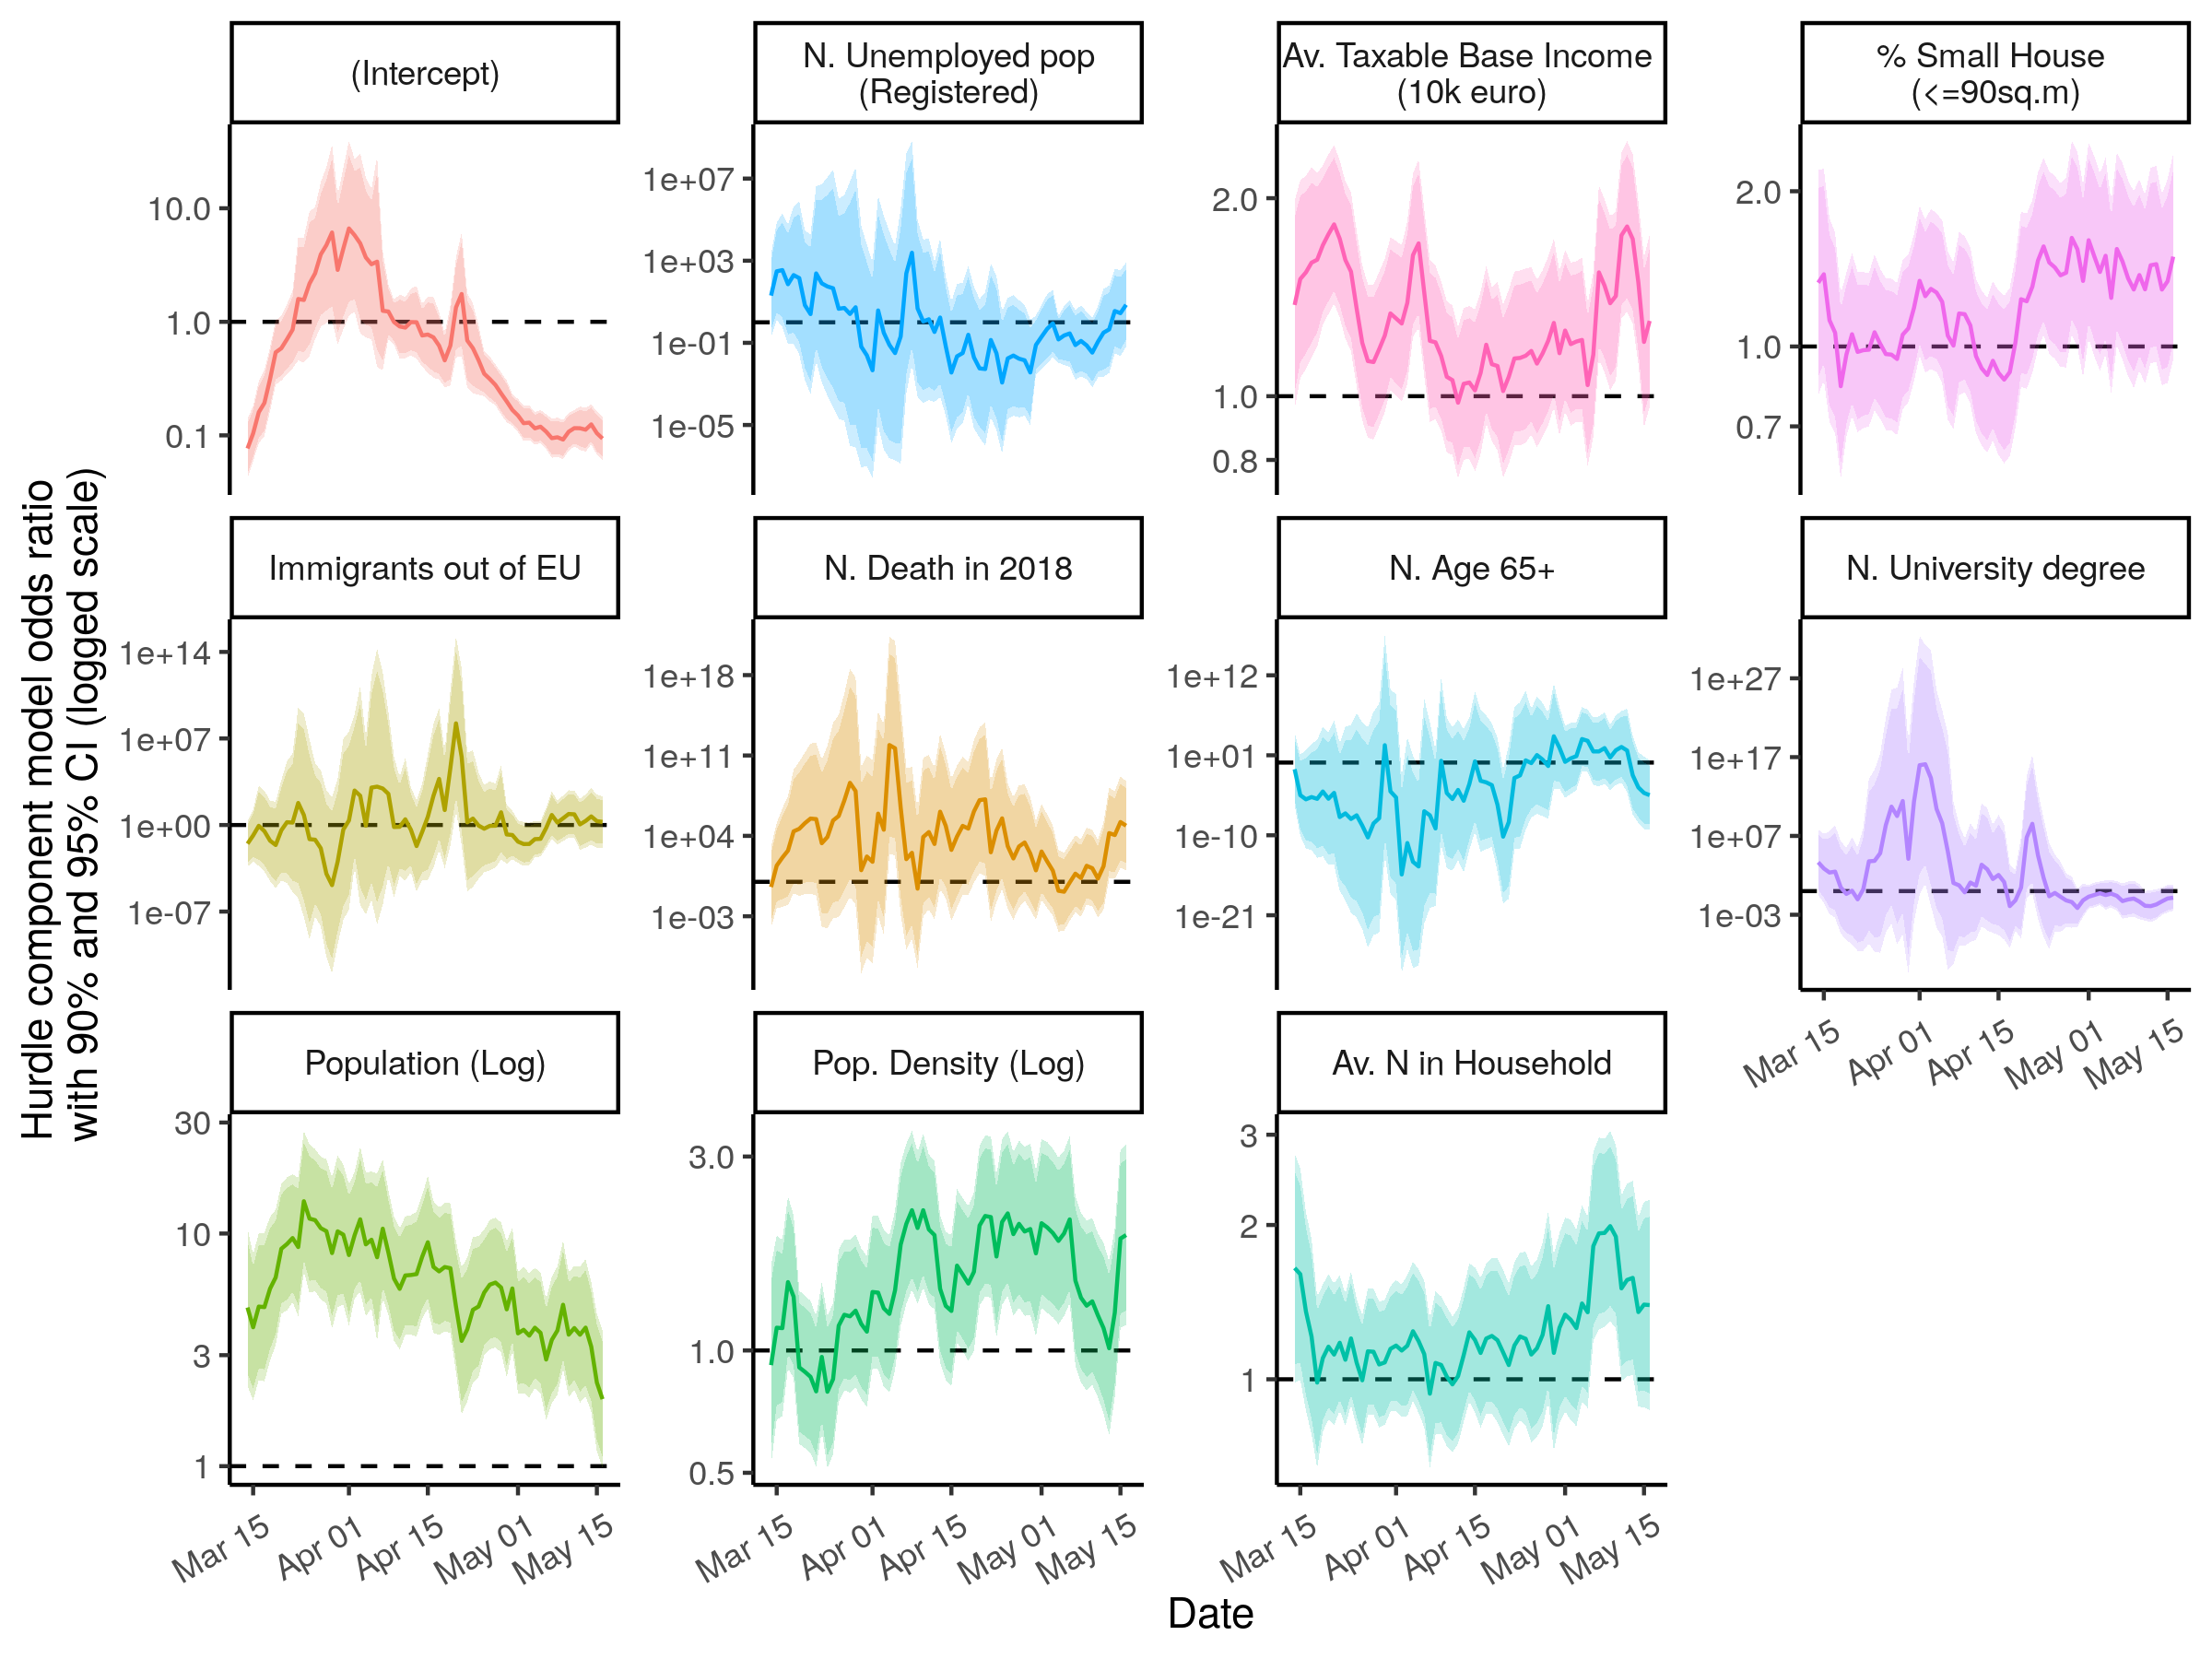 (Intercept)
N. Unemployed pop
(Registered)
Av. Taxable Base Income
(10k euro)
% Small House
(<=90sq.m)
10.0
1.0
0.1
1e+07
1e+03
1e-01
1e-05
2.0
1.0
0.8
2.0
1.0
0.7
Hurdle component model odds ratio
with 90% and 95% CI (logged scale)
Immigrants out of EU
N. Death in 2018
N. Age 65+
N. University degree
1e+14
1e+07
1e+00
1e-07
1e+18
1e+11
1e+04
1e-03
1e+12
1e+01
1e-10
1e-21
1e+27
1e+17
1e+07
1e-03
Mar 15
Apr 01
Apr 15
May 01
May 15
Population (Log)
Pop. Density (Log)
Av. N in Household
30
10
3
1
3.0
1.0
0.5
3
2
1
Mar 15
Apr 01
Apr 15
May 01
May 15
Mar 15
Apr 01
Apr 15
May 01
May 15
Mar 15
Apr 01
Apr 15
May 01
May 15
Date